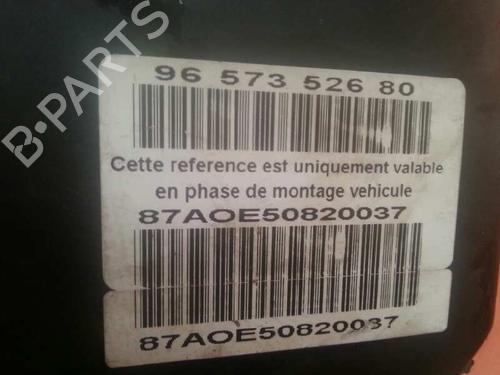 B-PARTS
96 573 526 80
Cette reference est uniquement valable
en phase de montage vehicule
87AOE50820037
87AOE50820037